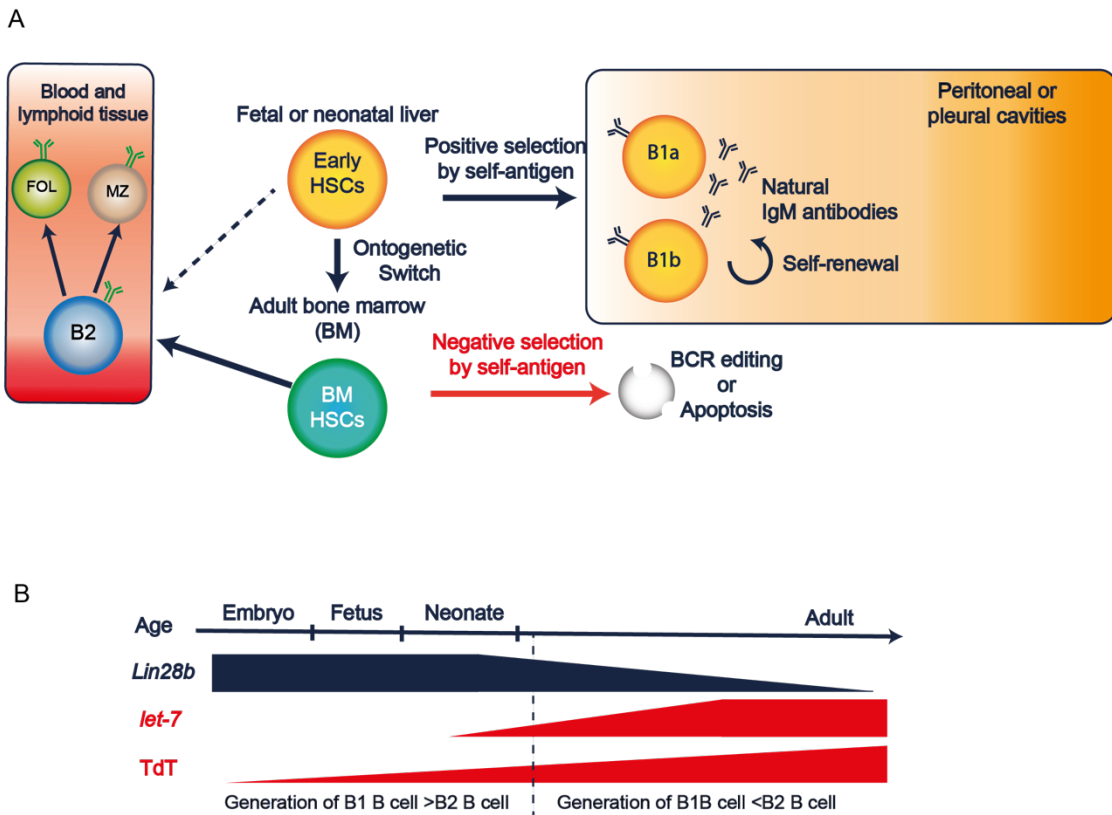 A
Blood and
lymphoid tissue
FOL
MZ
B2
Fetal or neonatal liver
Early
HSCs
Ontogenetic
Switch
Adult bone marrow
(BM)
BM
HSCs
Positive selection
by self-antigen
Negative selection
by self-antigen
BCR editing
or
Apoptosis
Peritoneal or
pleural cavities
B1a
B1b
Natural
IgM antibodies
Self-renewal
B
Age
Embryo
Fetus
Neonate
Adult
Lin28b
let-7
TdT
Generation of B1 B cell >B2 B cell
Generation of B1B cell <B2 B cell